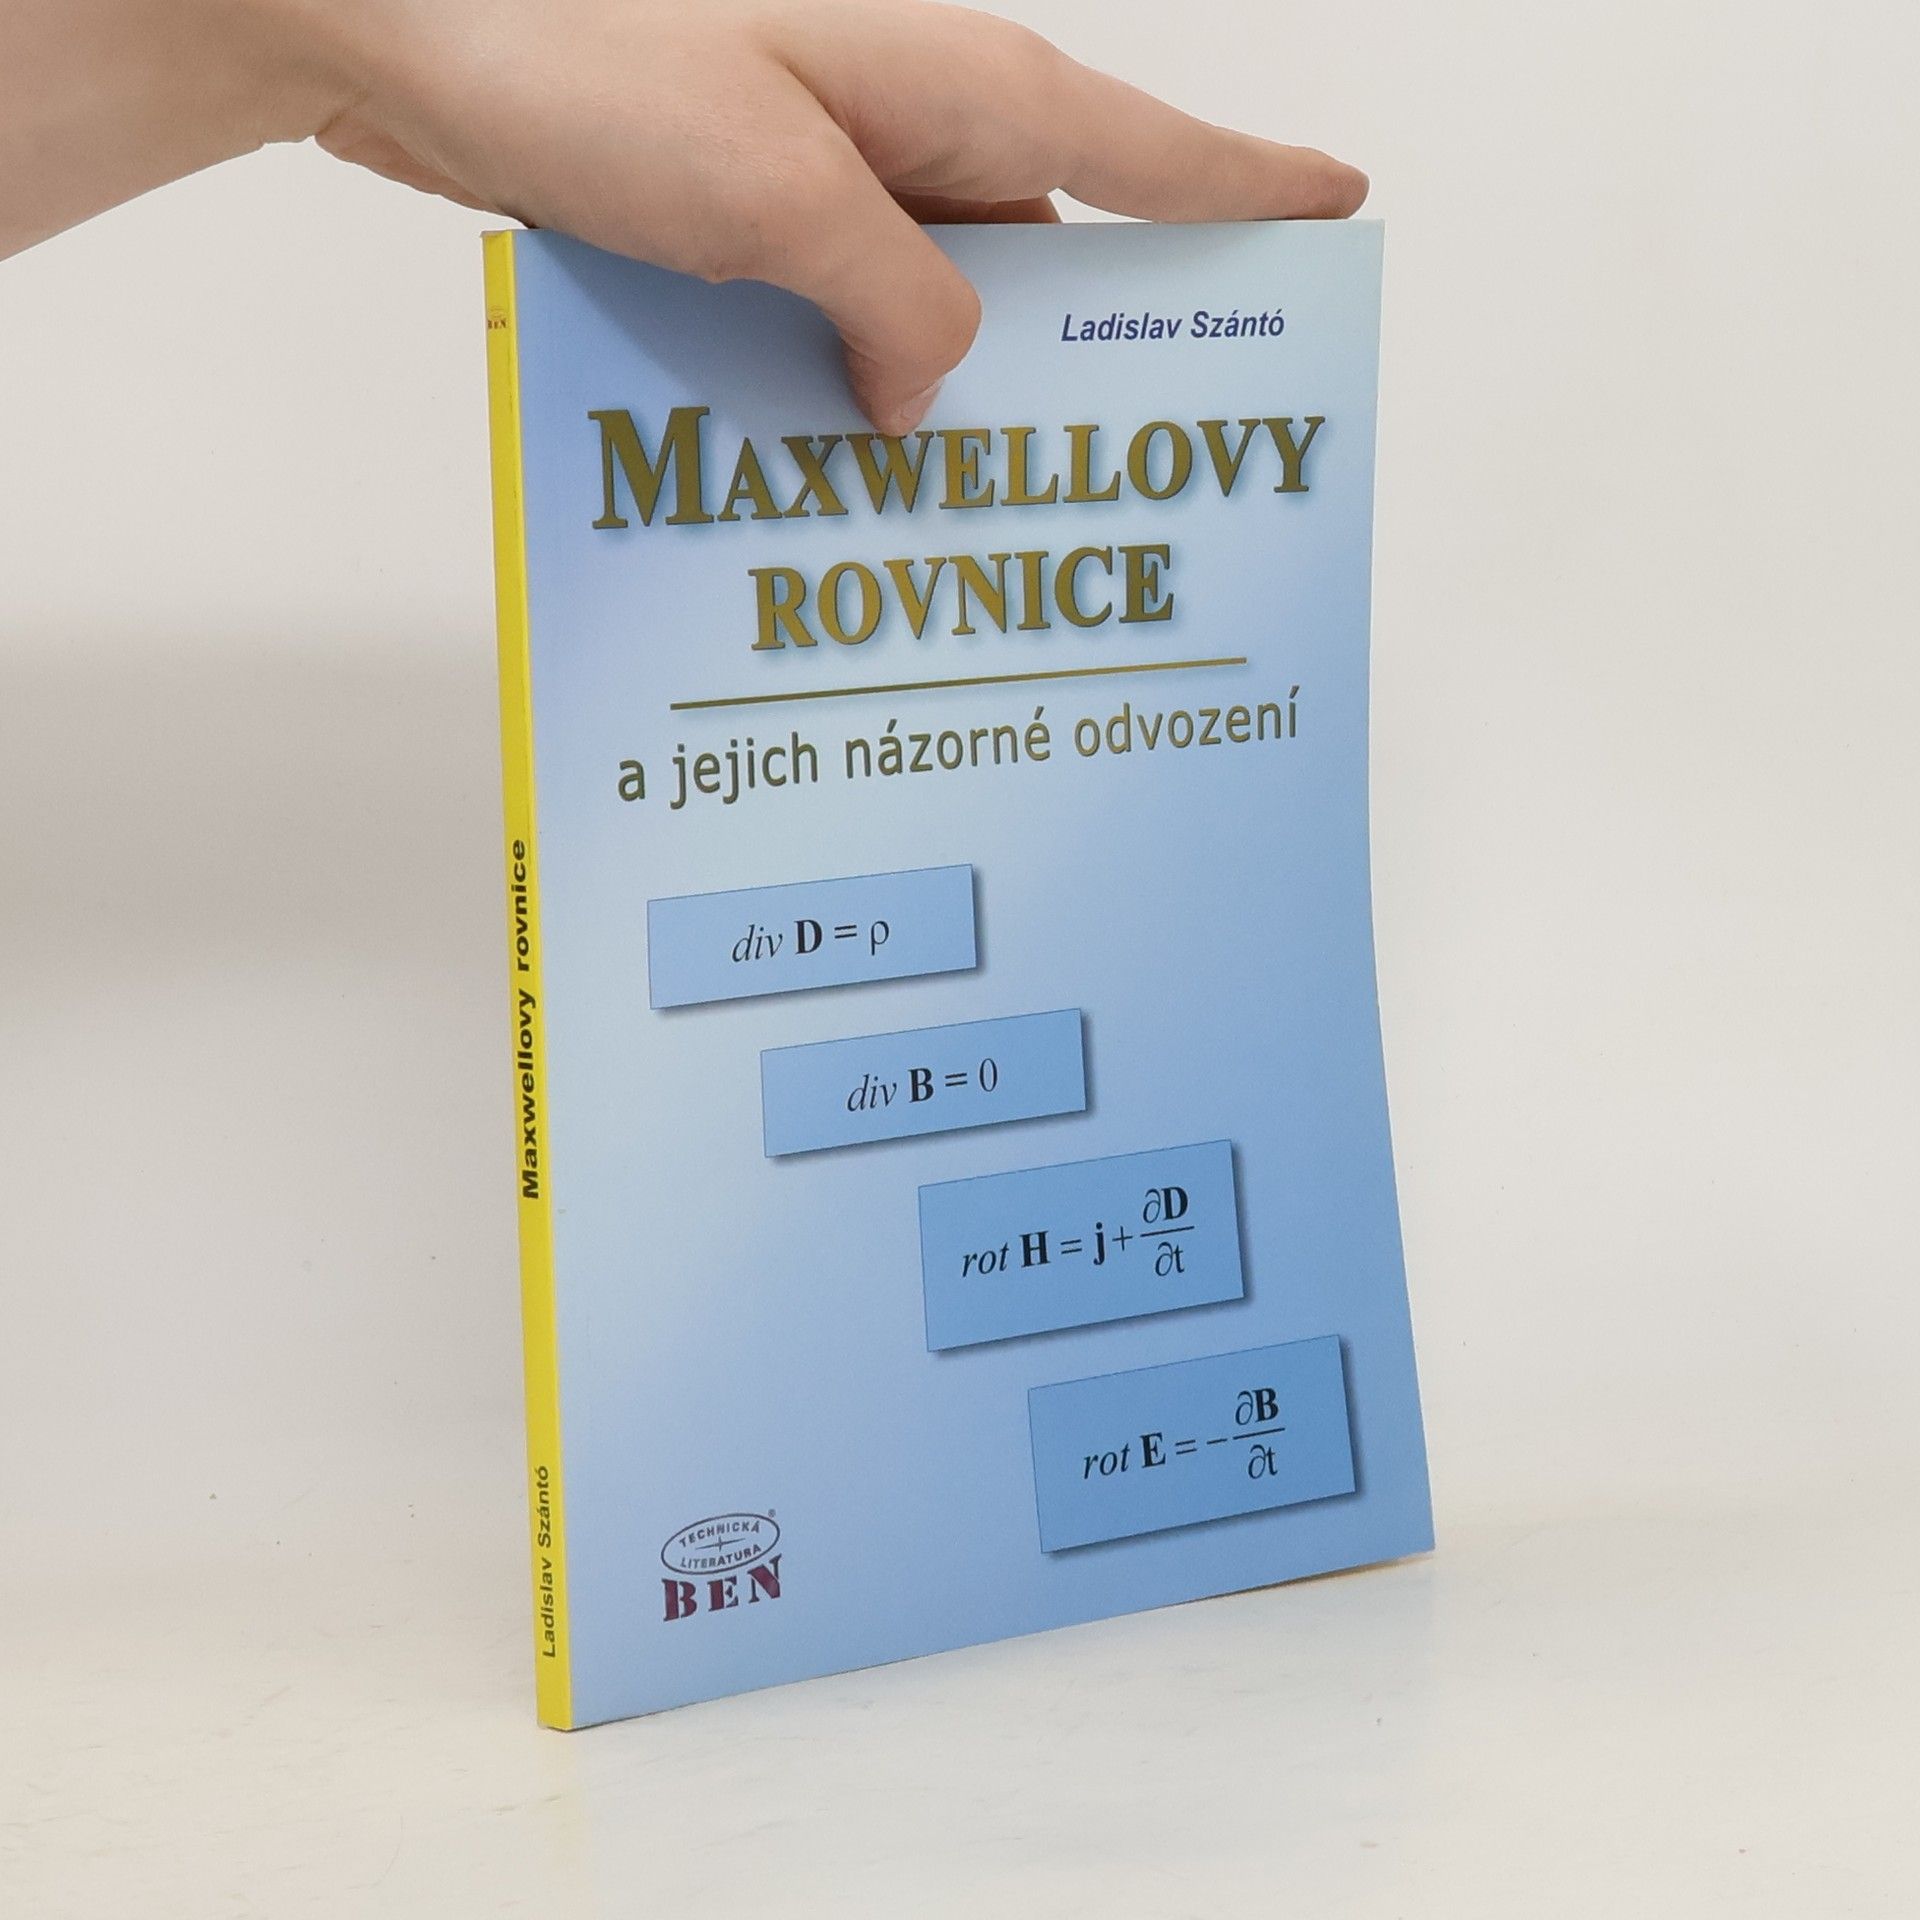 Ladislav Szántó
MAXWELLOVY
ROVNICE
a jejich názorné odvození
div D = ρ
div B = 0
rot H = j + ∂D/∂t
rot E = - ∂B/∂t
TECHNICKÁ
LITERATURA
®
BEN
BEN
Maxwellovy rovnice
Ladislav Szántó